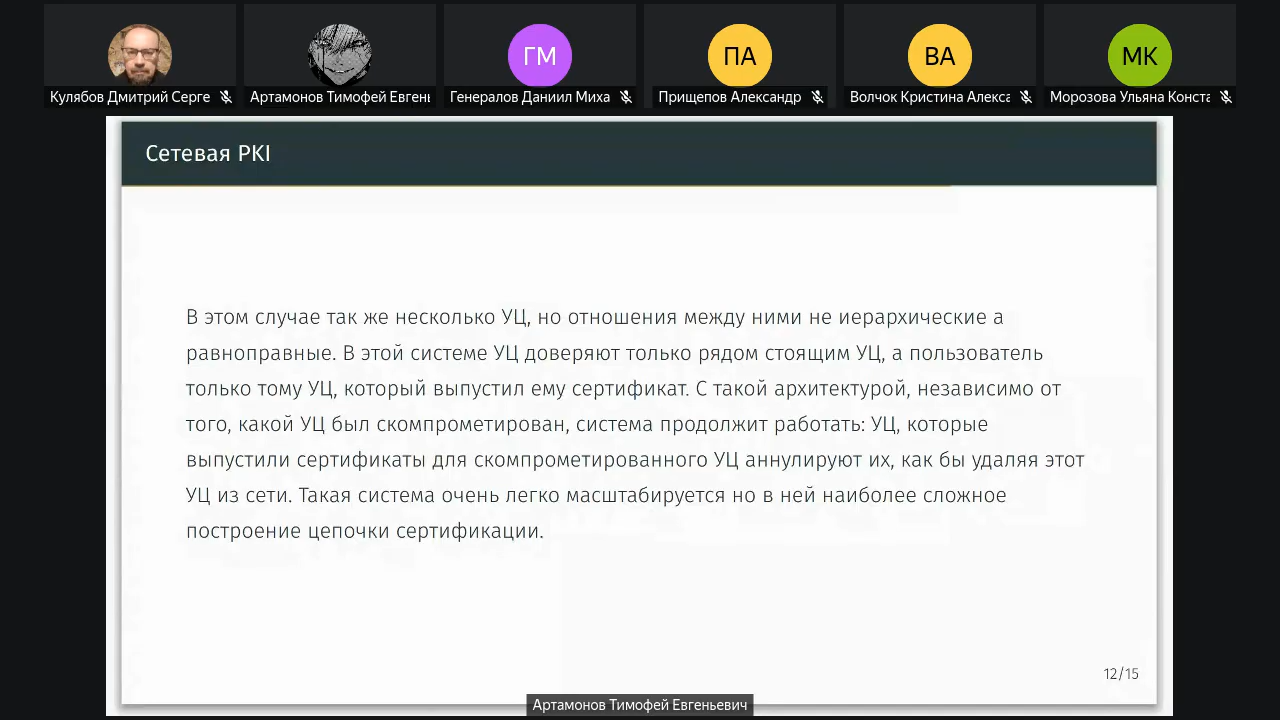 ГМ
ПА
ВА
МК
Кулябов Дмитрий Серге
Артамонов Тимофей Евгень
Генералов Даниил Миха
Прищепов Александр
Волчок Кристина Алекса
Морозова Ульяна Конста
Сетевая PKI
В этом случае так же несколько УЦ, но отношения между ними не иерархические а
равноправные. В этой системе УЦ доверяют только рядом стоящим УЦ, а пользователь
только тому УЦ, который выпустил ему сертификат. С такой архитектурой, независимо от
того, какой УЦ был скомпрометирован, система продолжит работать: УЦ, которые
выпустили сертификаты для скомпрометированного УЦ аннулируют их, как бы удаляя этот
УЦ из сети. Такая система очень легко масштабируется но в ней наиболее сложное
построение цепочки сертификации.
12/15
Артамонов Тимофей Евгеньевич